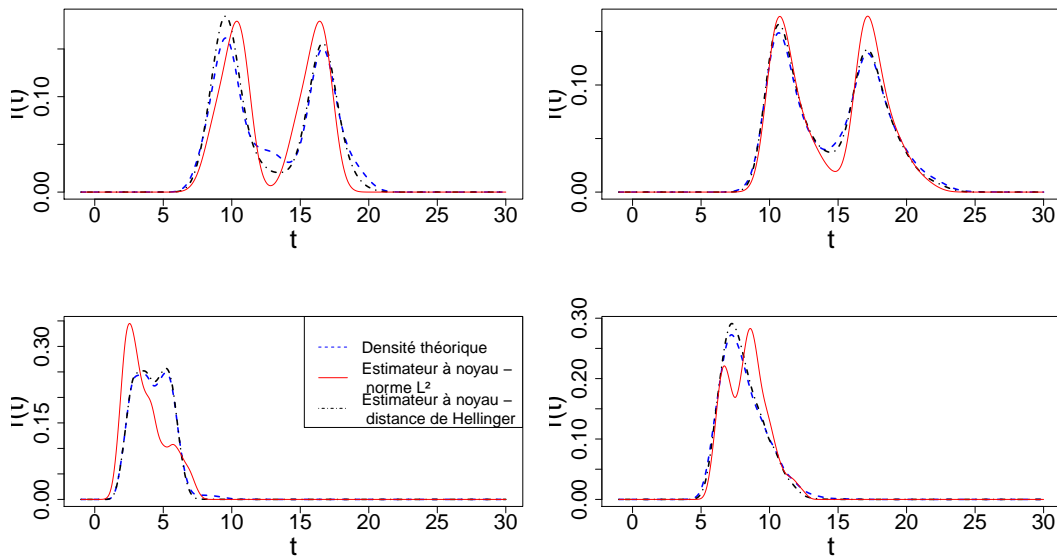 f(t)
0.10
0.00
0 5 10 15 20 25 30
t
f(t)
0.10
0.00
0 5 10 15 20 25 30
t
f(t)
0.30
0.15
0.00
Densité théorique
Estimateur à noyau −
norme L²
Estimateur à noyau −
distance de Hellinger
0 5 10 15 20 25 30
t
f(t)
0.30
0.20
0.10
0.00
0 5 10 15 20 25 30
t